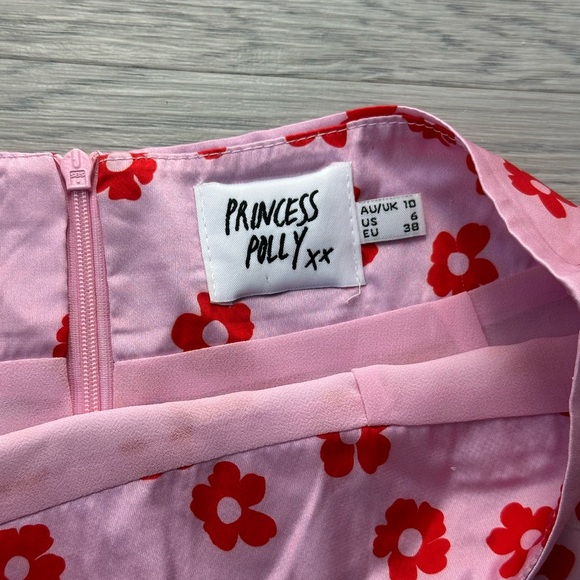 PRINCESS
POLLY xx
AU/UK 10
US 6
EU 38